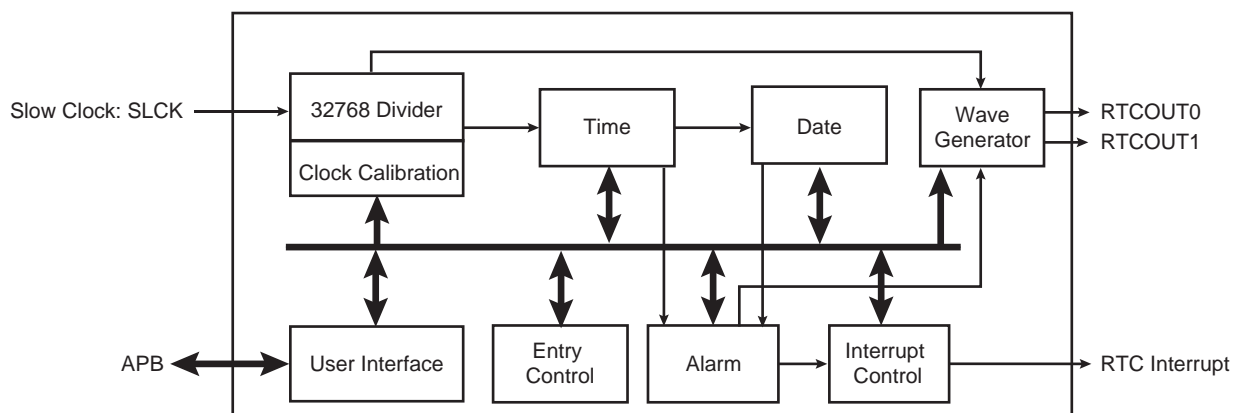 Slow Clock: SLCK
32768 Divider
Clock Calibration
Time
Date
Wave
Generator
RTCOUT0
RTCOUT1
APB
User Interface
Entry
Control
Alarm
Interrupt
Control
RTC Interrupt